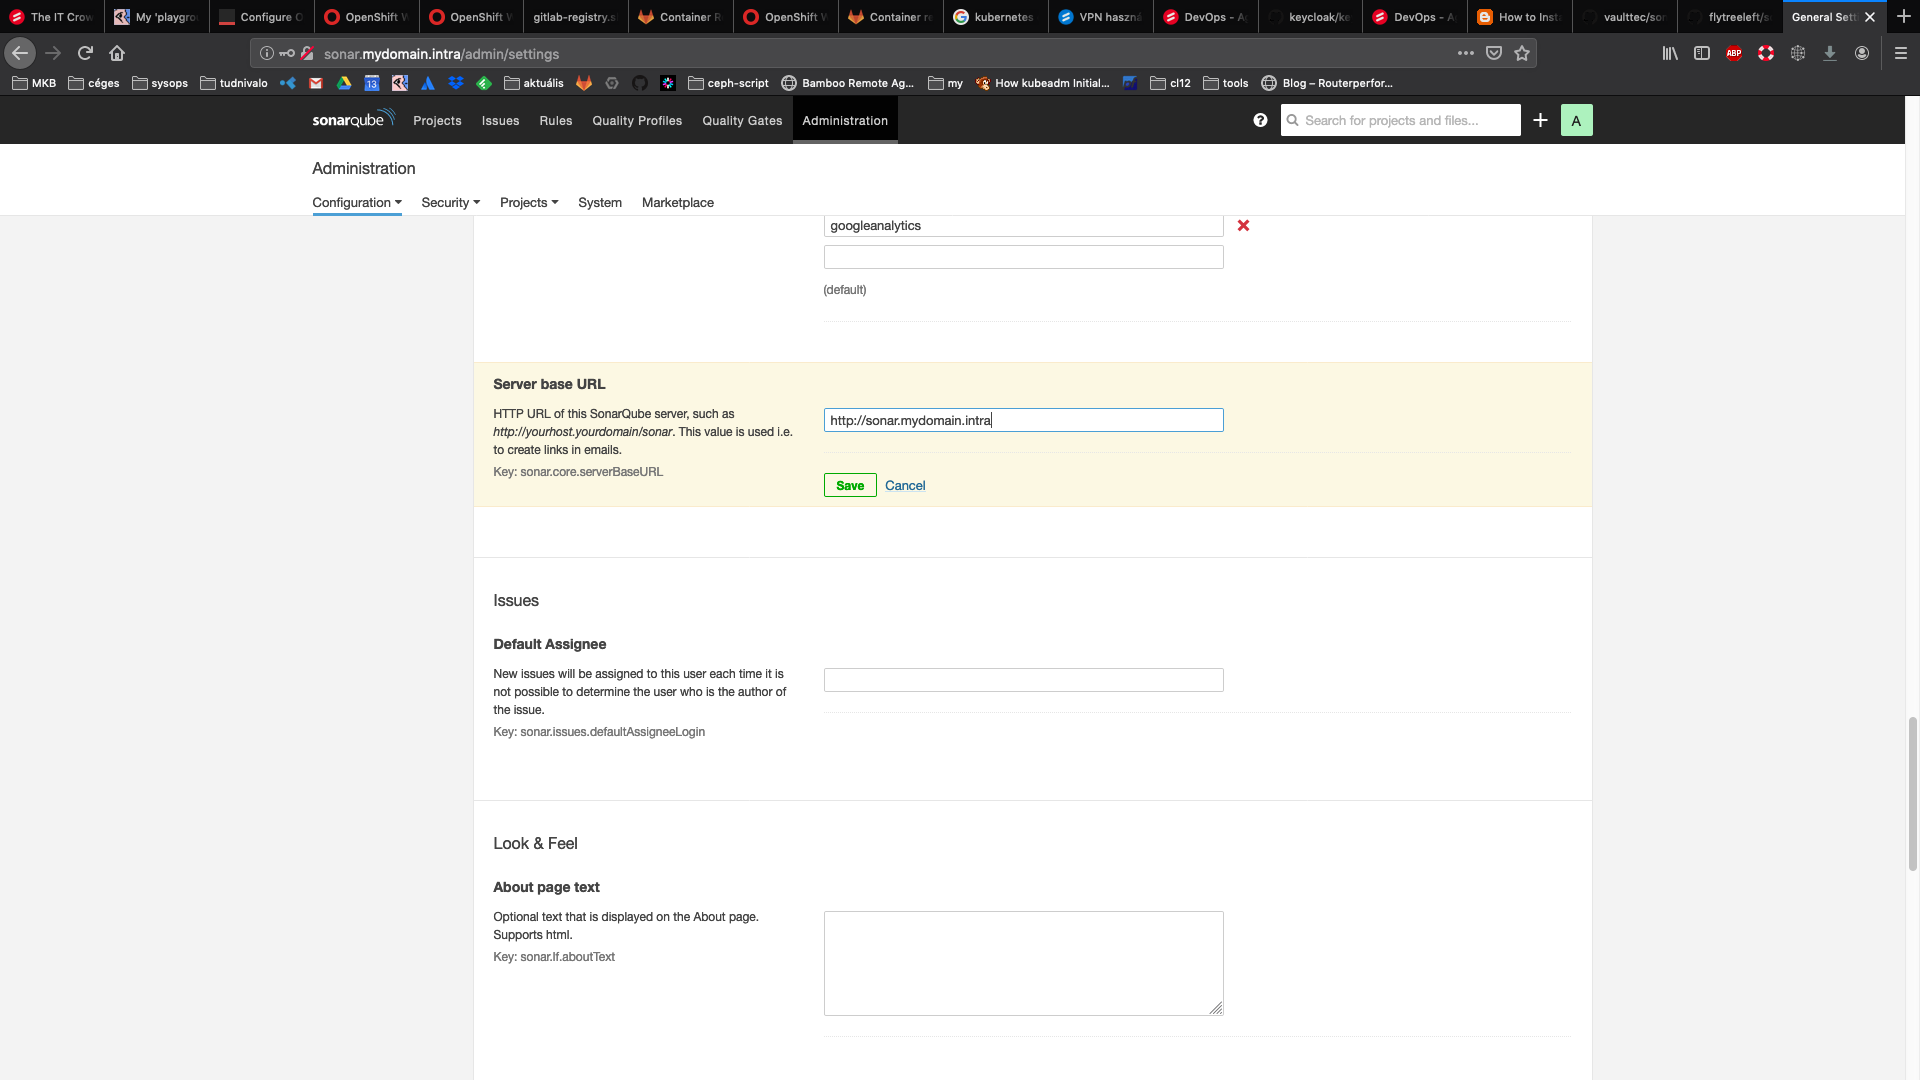 The IT Crow
My 'playgro
Configure O
OpenShift W
OpenShift W
gitlab-registry.s
Container R
OpenShift W
Container re
kubernetes
VPN haszná
DevOps - A
keycloak/ke
DevOps - A
How to Insta
vaulttec/son
flytreeleft/s
General Setti
sonar.mydomain.intra/admin/settings
ABP
MKB
céges
sysops
tudnivalo
13
aktuális
ceph-script
Bamboo Remote Ag...
my
How kubeadm Initial...
cl12
tools
Blog – Routerperfor...
sonarqube
Projects
Issues
Rules
Quality Profiles
Quality Gates
Administration
Search for projects and files...
A
Administration
Configuration
Security
Projects
System
Marketplace
googleanalytics
(default)
Server base URL
HTTP URL of this SonarQube server, such as
http://yourhost.yourdomain/sonar. This value is used i.e.
to create links in emails.
Key: sonar.core.serverBaseURL
http://sonar.mydomain.intra
Save
Cancel
Issues
Default Assignee
New issues will be assigned to this user each time it is
not possible to determine the user who is the author of
the issue.
Key: sonar.issues.defaultAssigneeLogin
Look & Feel
About page text
Optional text that is displayed on the About page.
Supports html.
Key: sonar.lf.aboutText